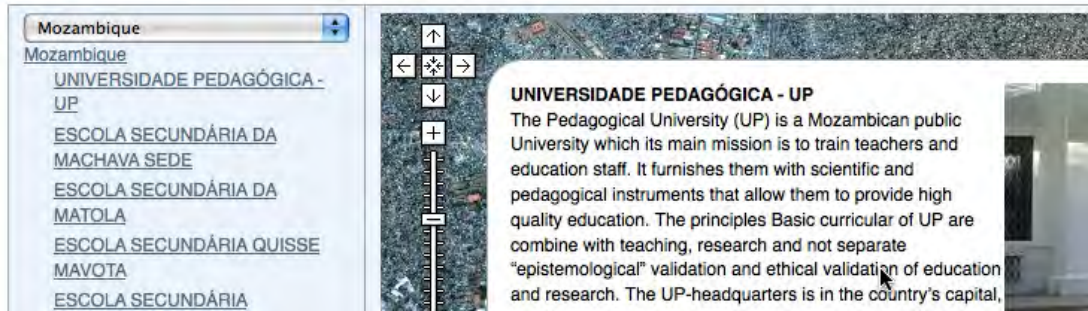 Mozambique
Mozambique
UNIVERSIDADE PEDAGÓGICA -
UP
ESCOLA SECUNDÁRIA DA
MACHAVA SEDE
ESCOLA SECUNDÁRIA DA
MATOLA
ESCOLA SECUNDÁRIA QUISSE
MAVOTA
ESCOLA SECUNDÁRIA
UNIVERSIDADE PEDAGÓGICA - UP
The Pedagogical University (UP) is a Mozambican public
University which its main mission is to train teachers and
education staff. It furnishes them with scientific and
pedagogical instruments that allow them to provide high
quality education. The principles Basic curricular of UP are
combine with teaching, research and not separate
“epistemological” validation and ethical validation of education
and research. The UP-headquarters is in the country’s capital,